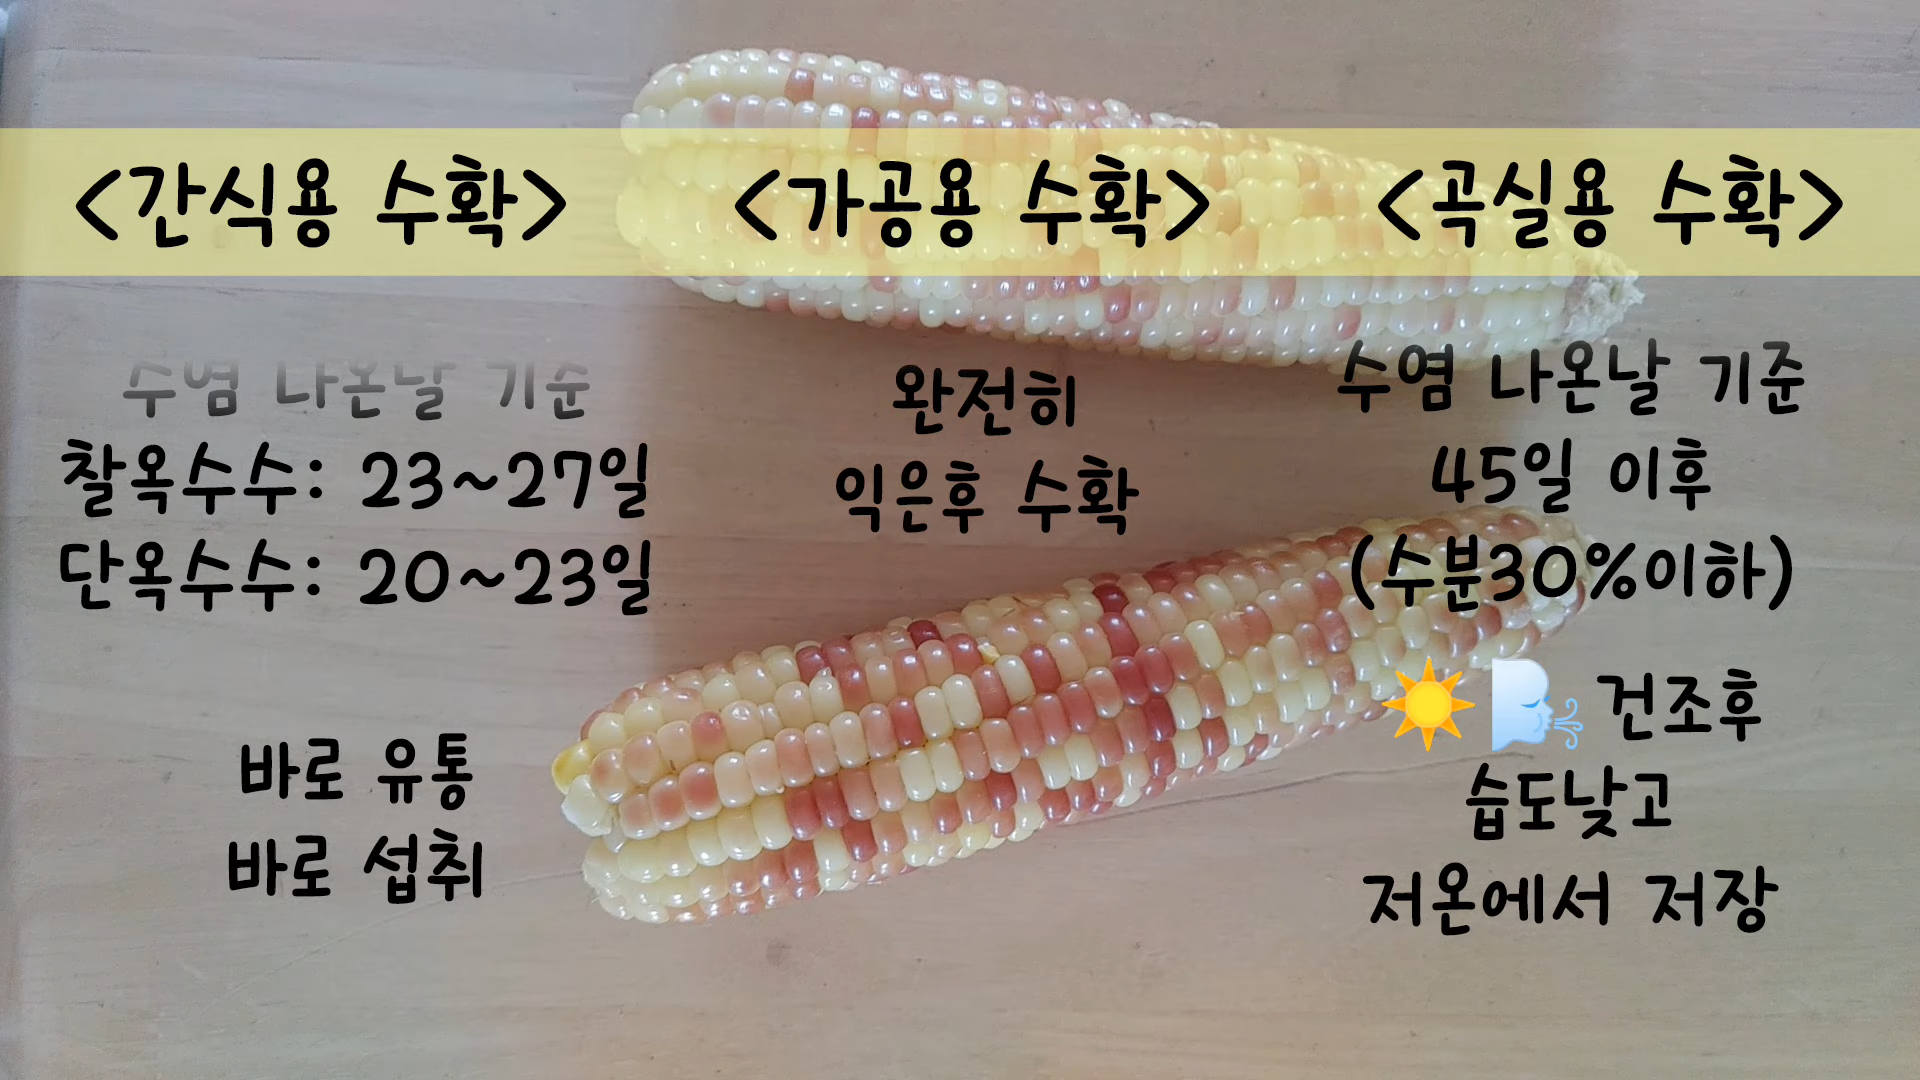 <간식용 수확>
수염 나온날 기준
찰옥수수: 23~27일
단옥수수: 20~23일
바로 유통
바로 섭취
<가공용 수확>
완전히
익은후 수확
<곡실용 수확>
수염 나온날 기준
45일 이후
(수분30%이하)
건조후
습도낮고
저온에서 저장